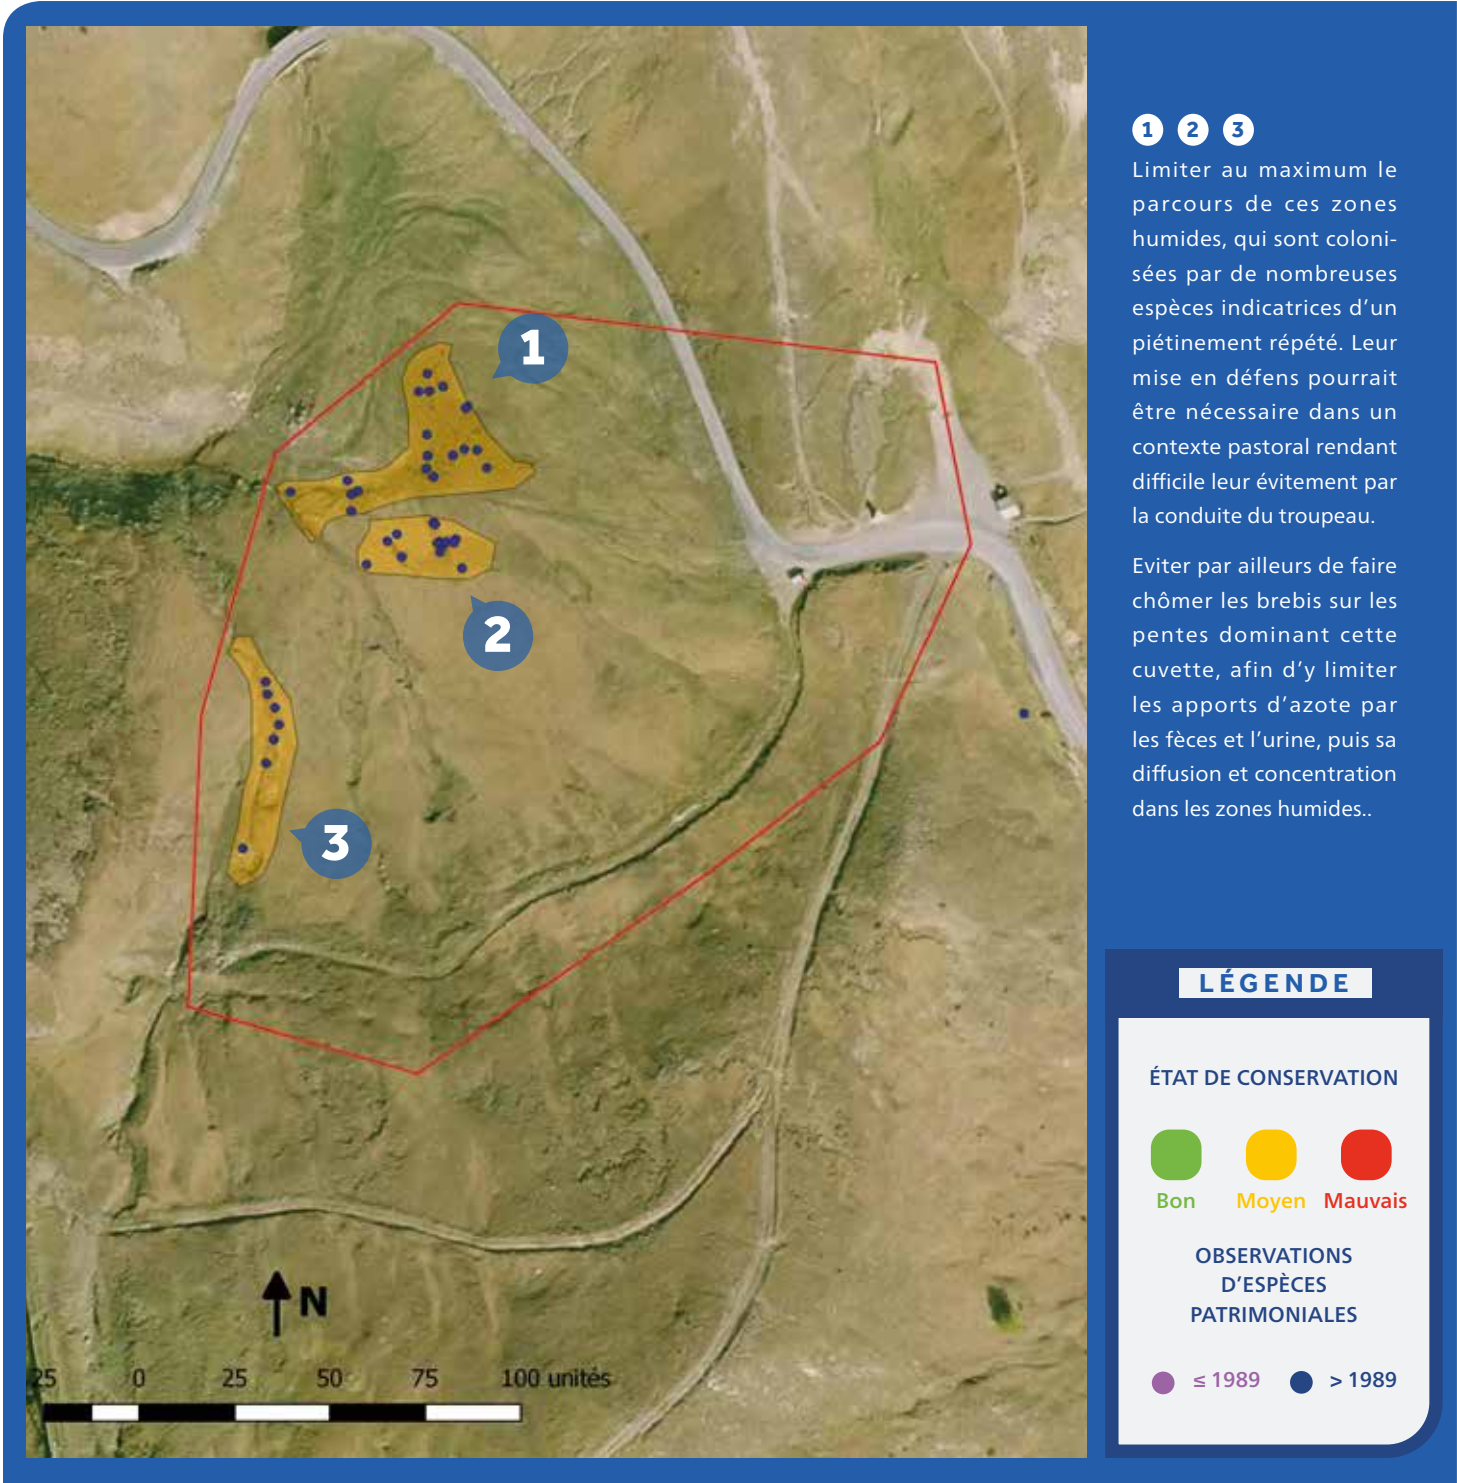 1
2
3
N
25 0 25 50 75 100 unités
1 2 3
Limiter au maximum le
parcours de ces zones
humides, qui sont coloni-
sées par de nombreuses
espèces indicatrices d’un
piétinement répété. Leur
mise en défens pourrait
être nécessaire dans un
contexte pastoral rendant
difficile leur évitement par
la conduite du troupeau.
Eviter par ailleurs de faire
chômer les brebis sur les
pentes dominant cette
cuvette, afin d’y limiter
les apports d’azote par
les fèces et l’urine, puis sa
diffusion et concentration
dans les zones humides..
LÉGENDE
ÉTAT DE CONSERVATION
Bon Moyen Mauvais
OBSERVATIONS
D’ESPÈCES
PATRIMONIALES
≤ 1989 > 1989